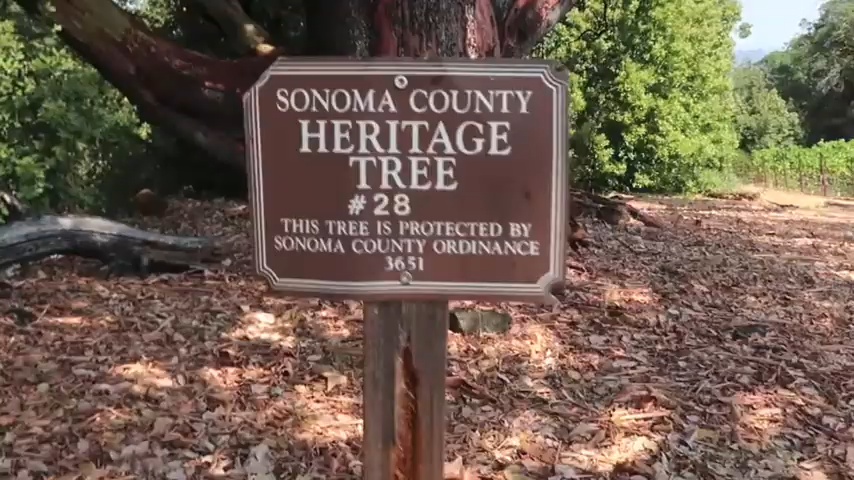 SONOMA COUNTY
HERITAGE
TREE
#28
THIS TREE IS PROTECTED BY
SONOMA COUNTY ORDINANCE
3651